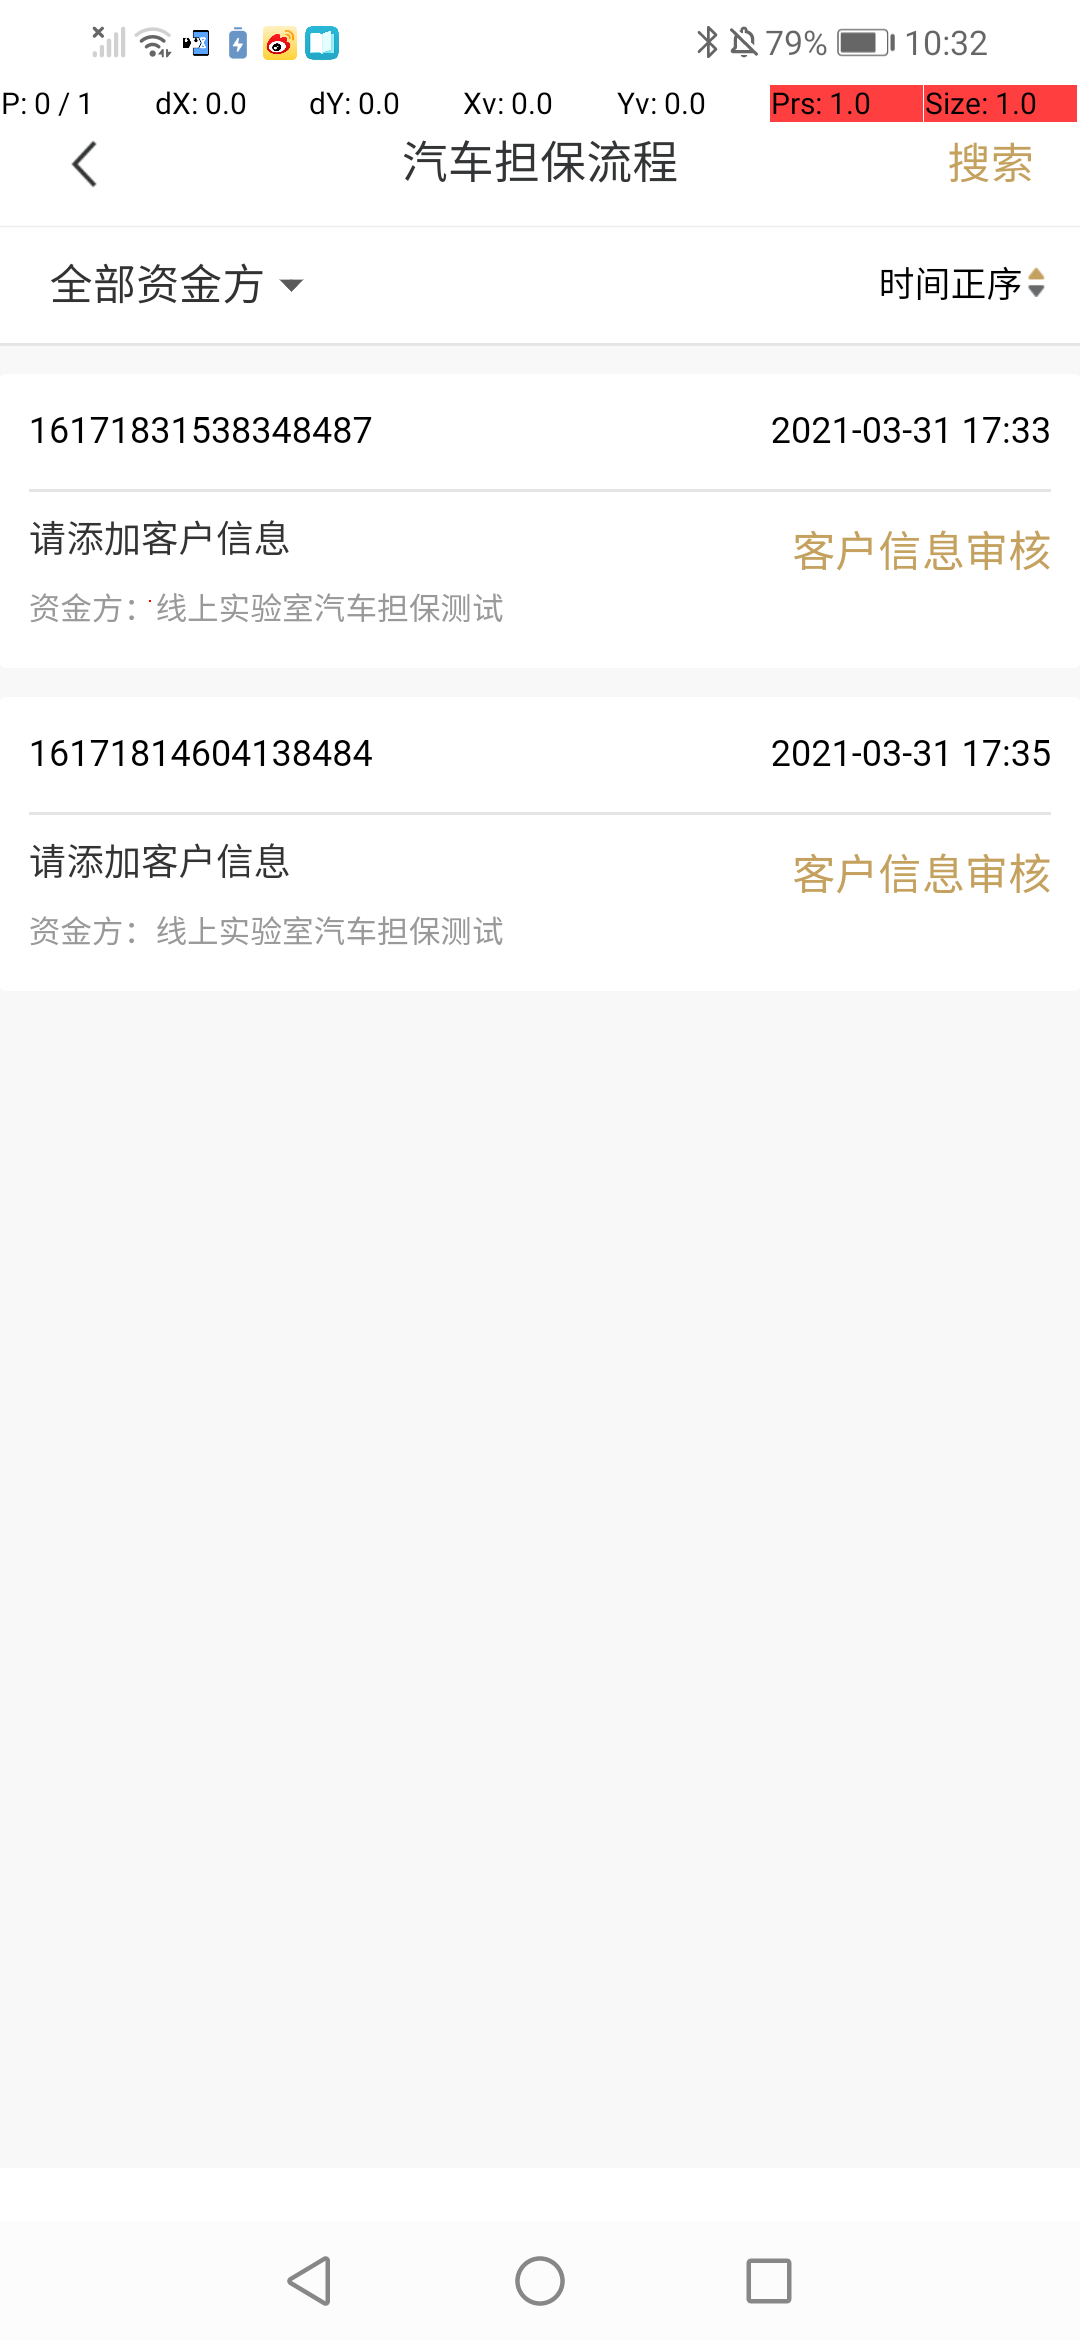 79% 10:32
P: 0 / 1 dX: 0.0 dY: 0.0 Xv: 0.0 Yv: 0.0 Prs: 1.0 Size: 1.0
汽车担保流程 搜索
全部资金方 时间正序
16171831538348487 2021-03-31 17:33
请添加客户信息 客户信息审核
资金方：线上实验室汽车担保测试
16171814604138484 2021-03-31 17:35
请添加客户信息 客户信息审核
资金方：线上实验室汽车担保测试